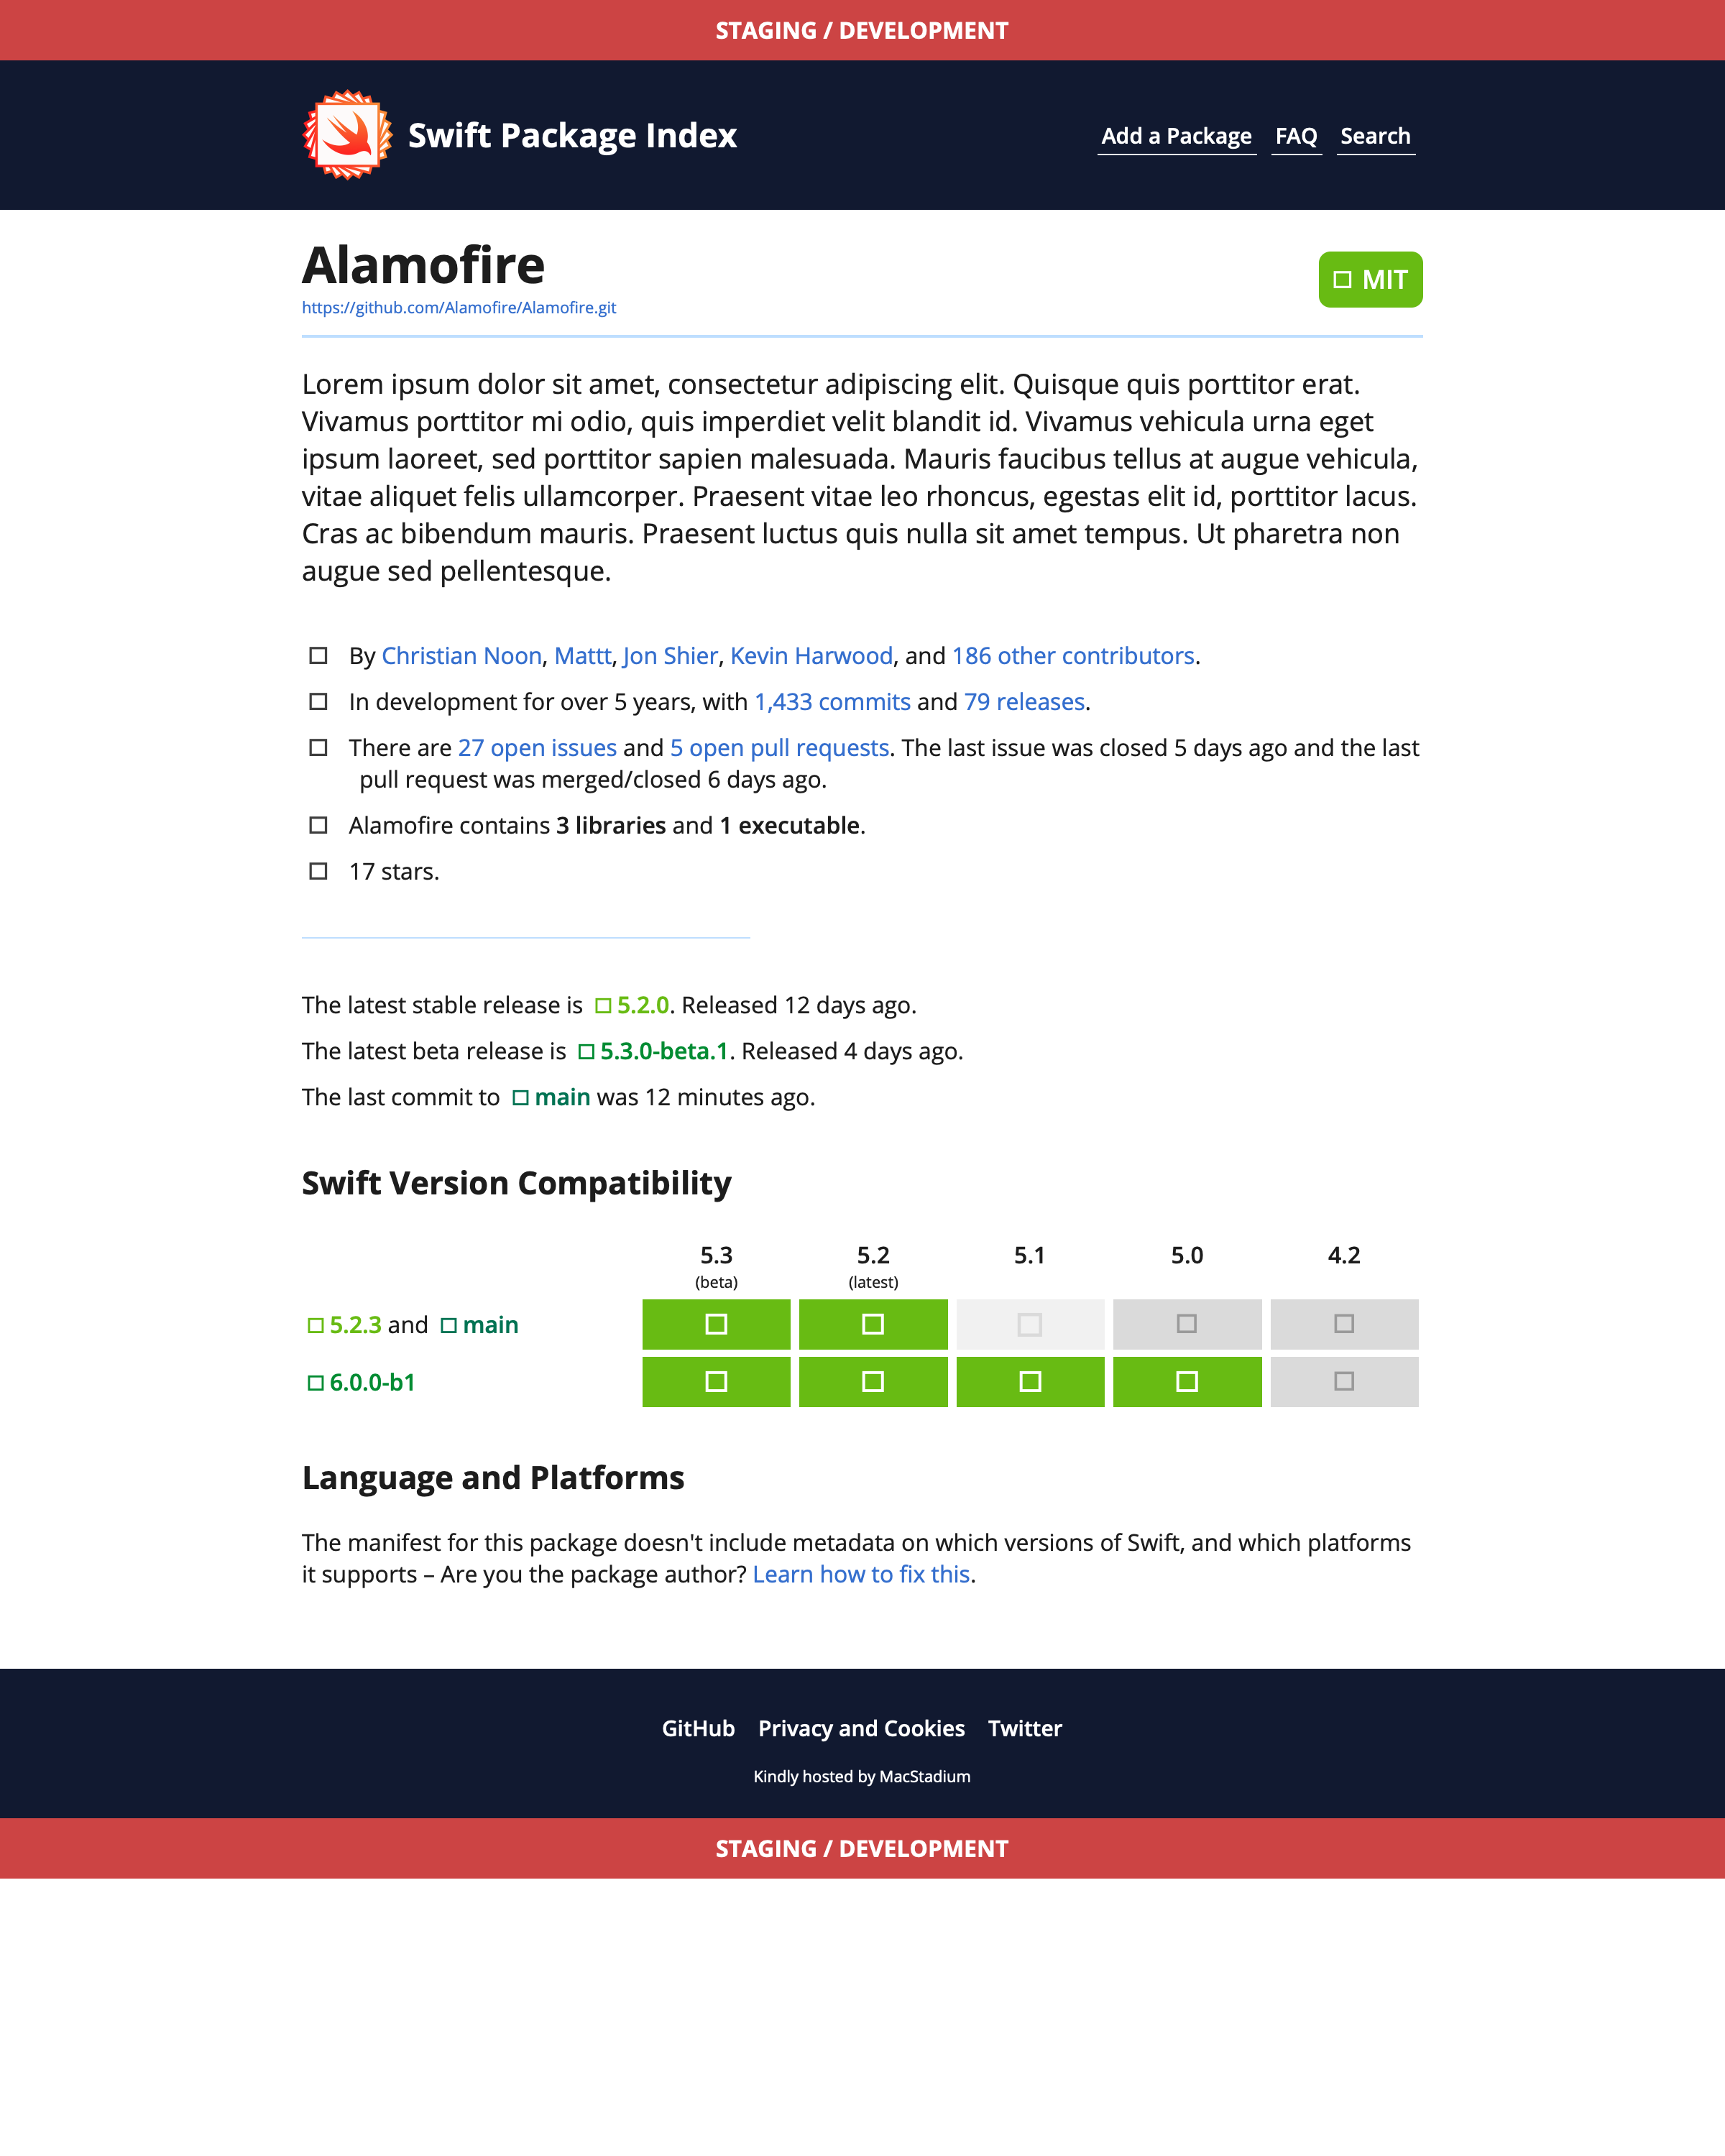 STAGING / DEVELOPMENT
Swift Package Index
Add a Package FAQ Search
Alamofire
MIT
https://github.com/Alamofire/Alamofire.git
Lorem ipsum dolor sit amet, consectetur adipiscing elit. Quisque quis porttitor erat.
Vivamus porttitor mi odio, quis imperdiet velit blandit id. Vivamus vehicula urna eget
ipsum laoreet, sed porttitor sapien malesuada. Mauris faucibus tellus at augue vehicula,
vitae aliquet felis ullamcorper. Praesent vitae leo rhoncus, egestas elit id, porttitor lacus.
Cras ac bibendum mauris. Praesent luctus quis nulla sit amet tempus. Ut pharetra non
augue sed pellentesque.
By Christian Noon, Mattt, Jon Shier, Kevin Harwood, and 186 other contributors.
In development for over 5 years, with 1,433 commits and 79 releases.
There are 27 open issues and 5 open pull requests. The last issue was closed 5 days ago and the last
pull request was merged/closed 6 days ago.
Alamofire contains 3 libraries and 1 executable.
17 stars.
The latest stable release is 5.2.0. Released 12 days ago.
The latest beta release is 5.3.0-beta.1. Released 4 days ago.
The last commit to main was 12 minutes ago.
Swift Version Compatibility
5.3 5.2 5.1 5.0 4.2
(beta) (latest)
5.2.3 and main
6.0.0-b1
Language and Platforms
The manifest for this package doesn't include metadata on which versions of Swift, and which platforms
it supports – Are you the package author? Learn how to fix this.
GitHub Privacy and Cookies Twitter
Kindly hosted by MacStadium
STAGING / DEVELOPMENT